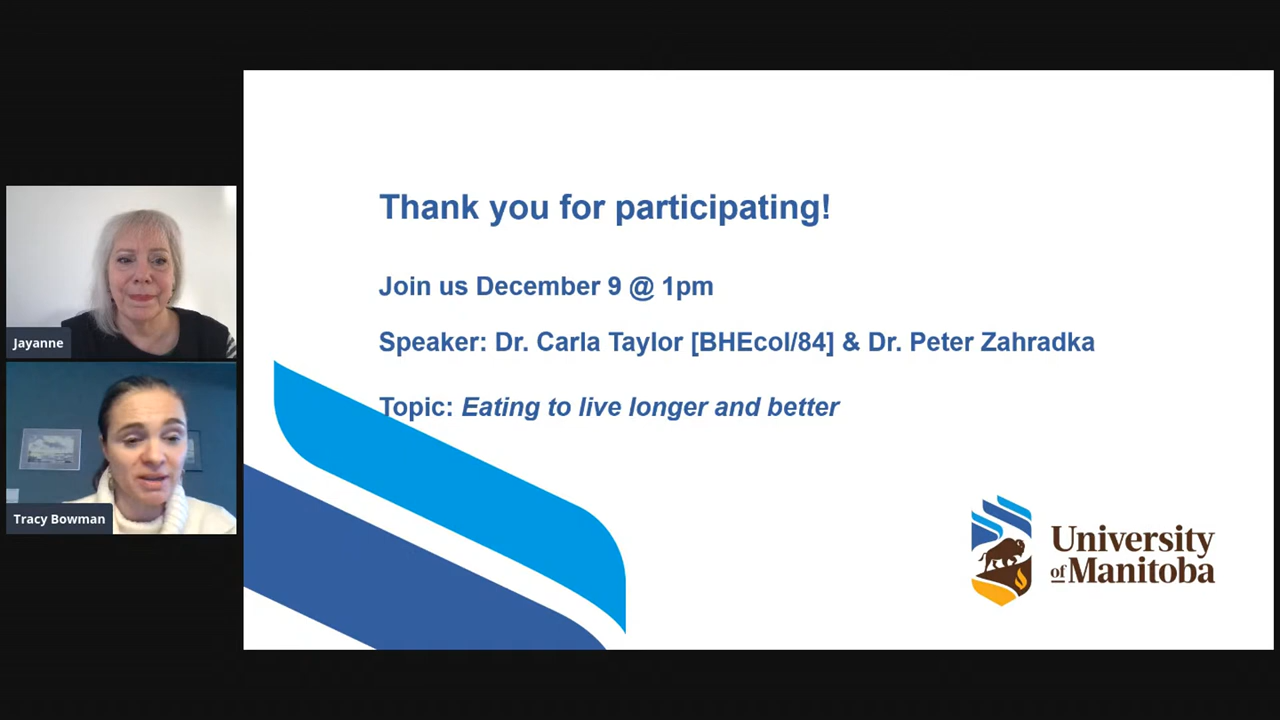 Thank you for participating!
Join us December 9 @ 1pm
Speaker: Dr. Carla Taylor [BHEcol/84] & Dr. Peter Zahradka
Topic: Eating to live longer and better
Jayanne
Tracy Bowman
University
of Manitoba